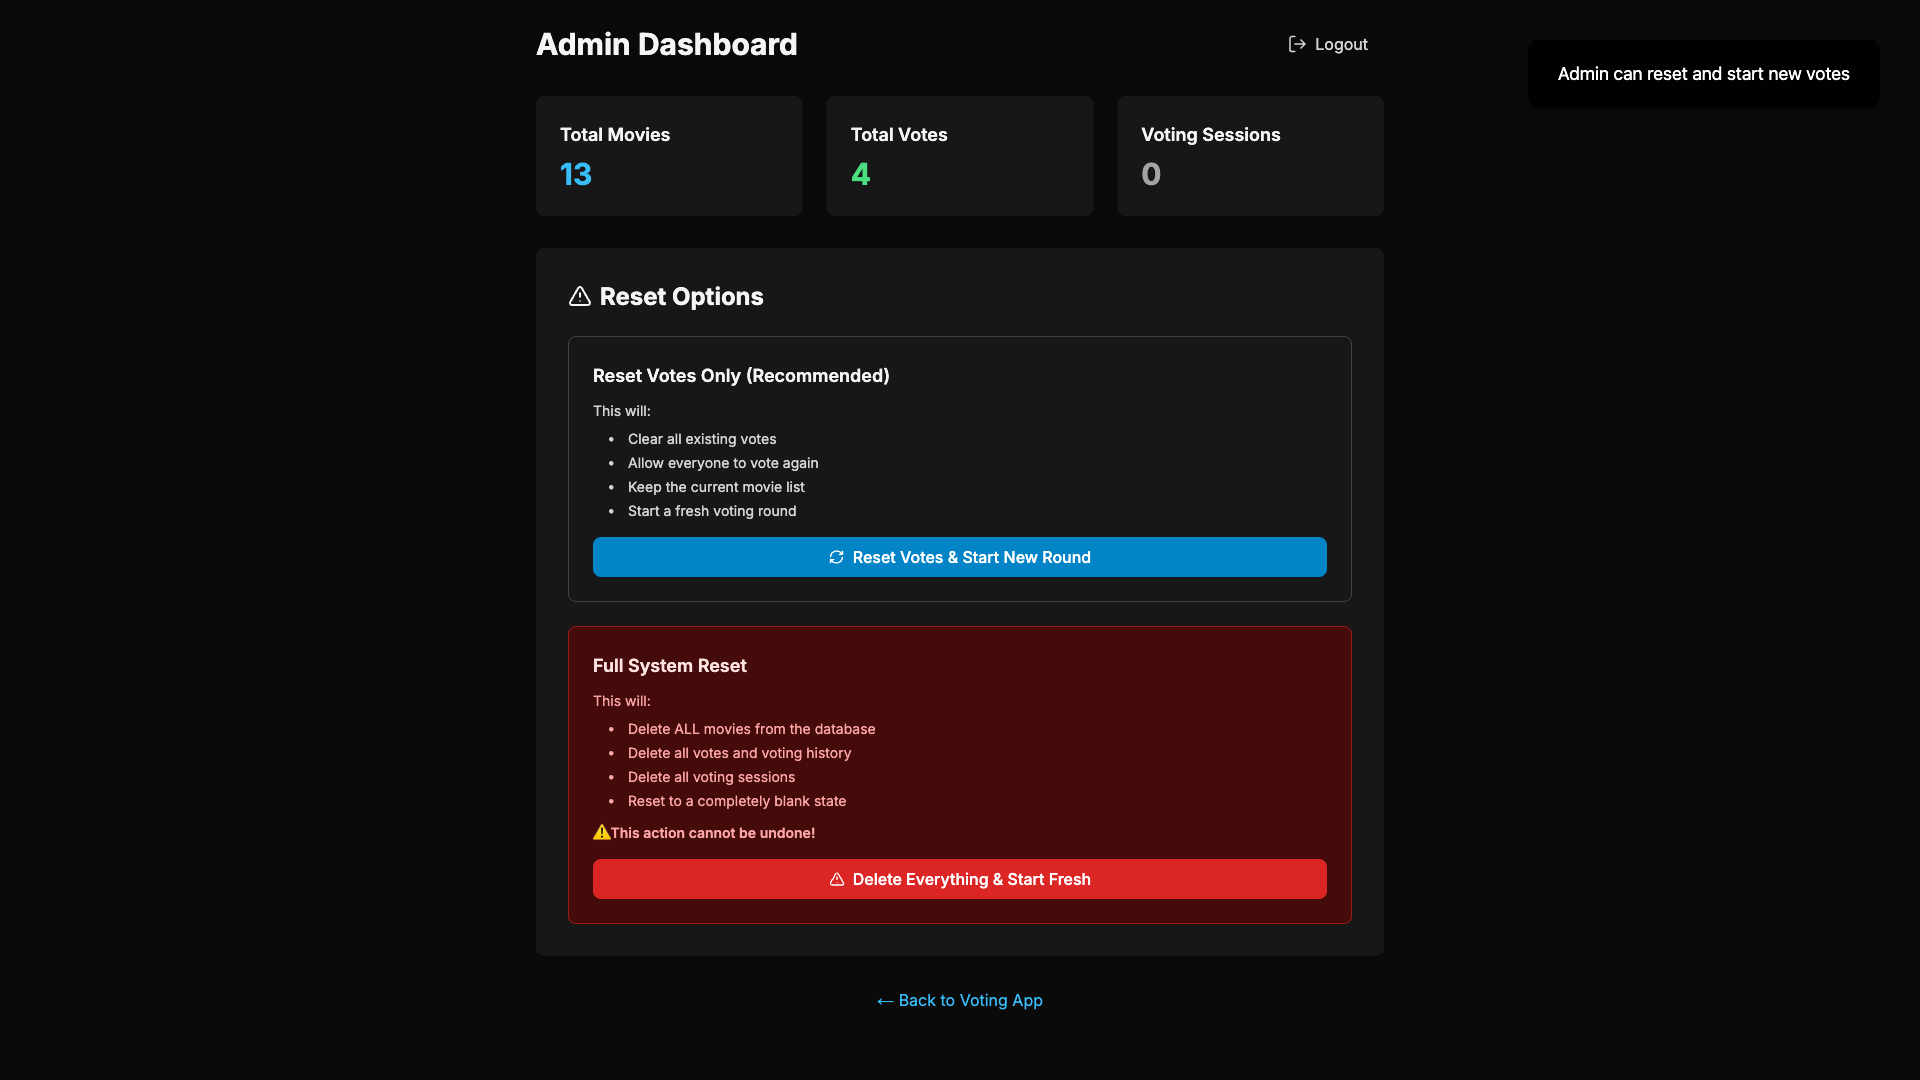 Admin Dashboard
Logout
Admin can reset and start new votes
Total Movies
13
Total Votes
4
Voting Sessions
0
Reset Options
Reset Votes Only (Recommended)
This will:
• Clear all existing votes
• Allow everyone to vote again
• Keep the current movie list
• Start a fresh voting round
Reset Votes & Start New Round
Full System Reset
This will:
• Delete ALL movies from the database
• Delete all votes and voting history
• Delete all voting sessions
• Reset to a completely blank state
⚠️This action cannot be undone!
Delete Everything & Start Fresh
← Back to Voting App